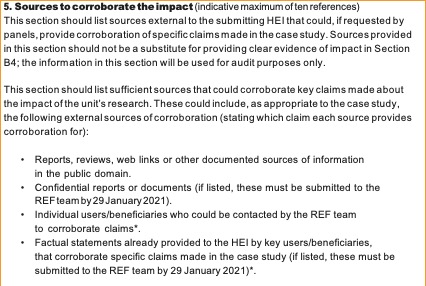 5. Sources to corroborate the impact (indicative maximum of ten references)
This section should list sources external to the submitting HEI that could, if requested by
panels, provide corroboration of specific claims made in the case study. Sources provided
in this section should not be a substitute for providing clear evidence of impact in Section
B4; the information in this section will be used for audit purposes only.
This section should list sufficient sources that could corroborate key claims made about
the impact of the unit's research. These could include, as appropriate to the case study,
the following external sources of corroboration (stating which claim each source provides
corroboration for):
• Reports, reviews, web links or other documented sources of information
in the public domain.
• Confidential reports or documents (if listed, these must be submitted to the
REF team by 29 January 2021).
• Individual users/beneficiaries who could be contacted by the REF team
to corroborate claims*.
• Factual statements already provided to the HEI by key users/beneficiaries,
that corroborate specific claims made in the case study (if listed, these must be
submitted to the REF team by 29 January 2021)*.